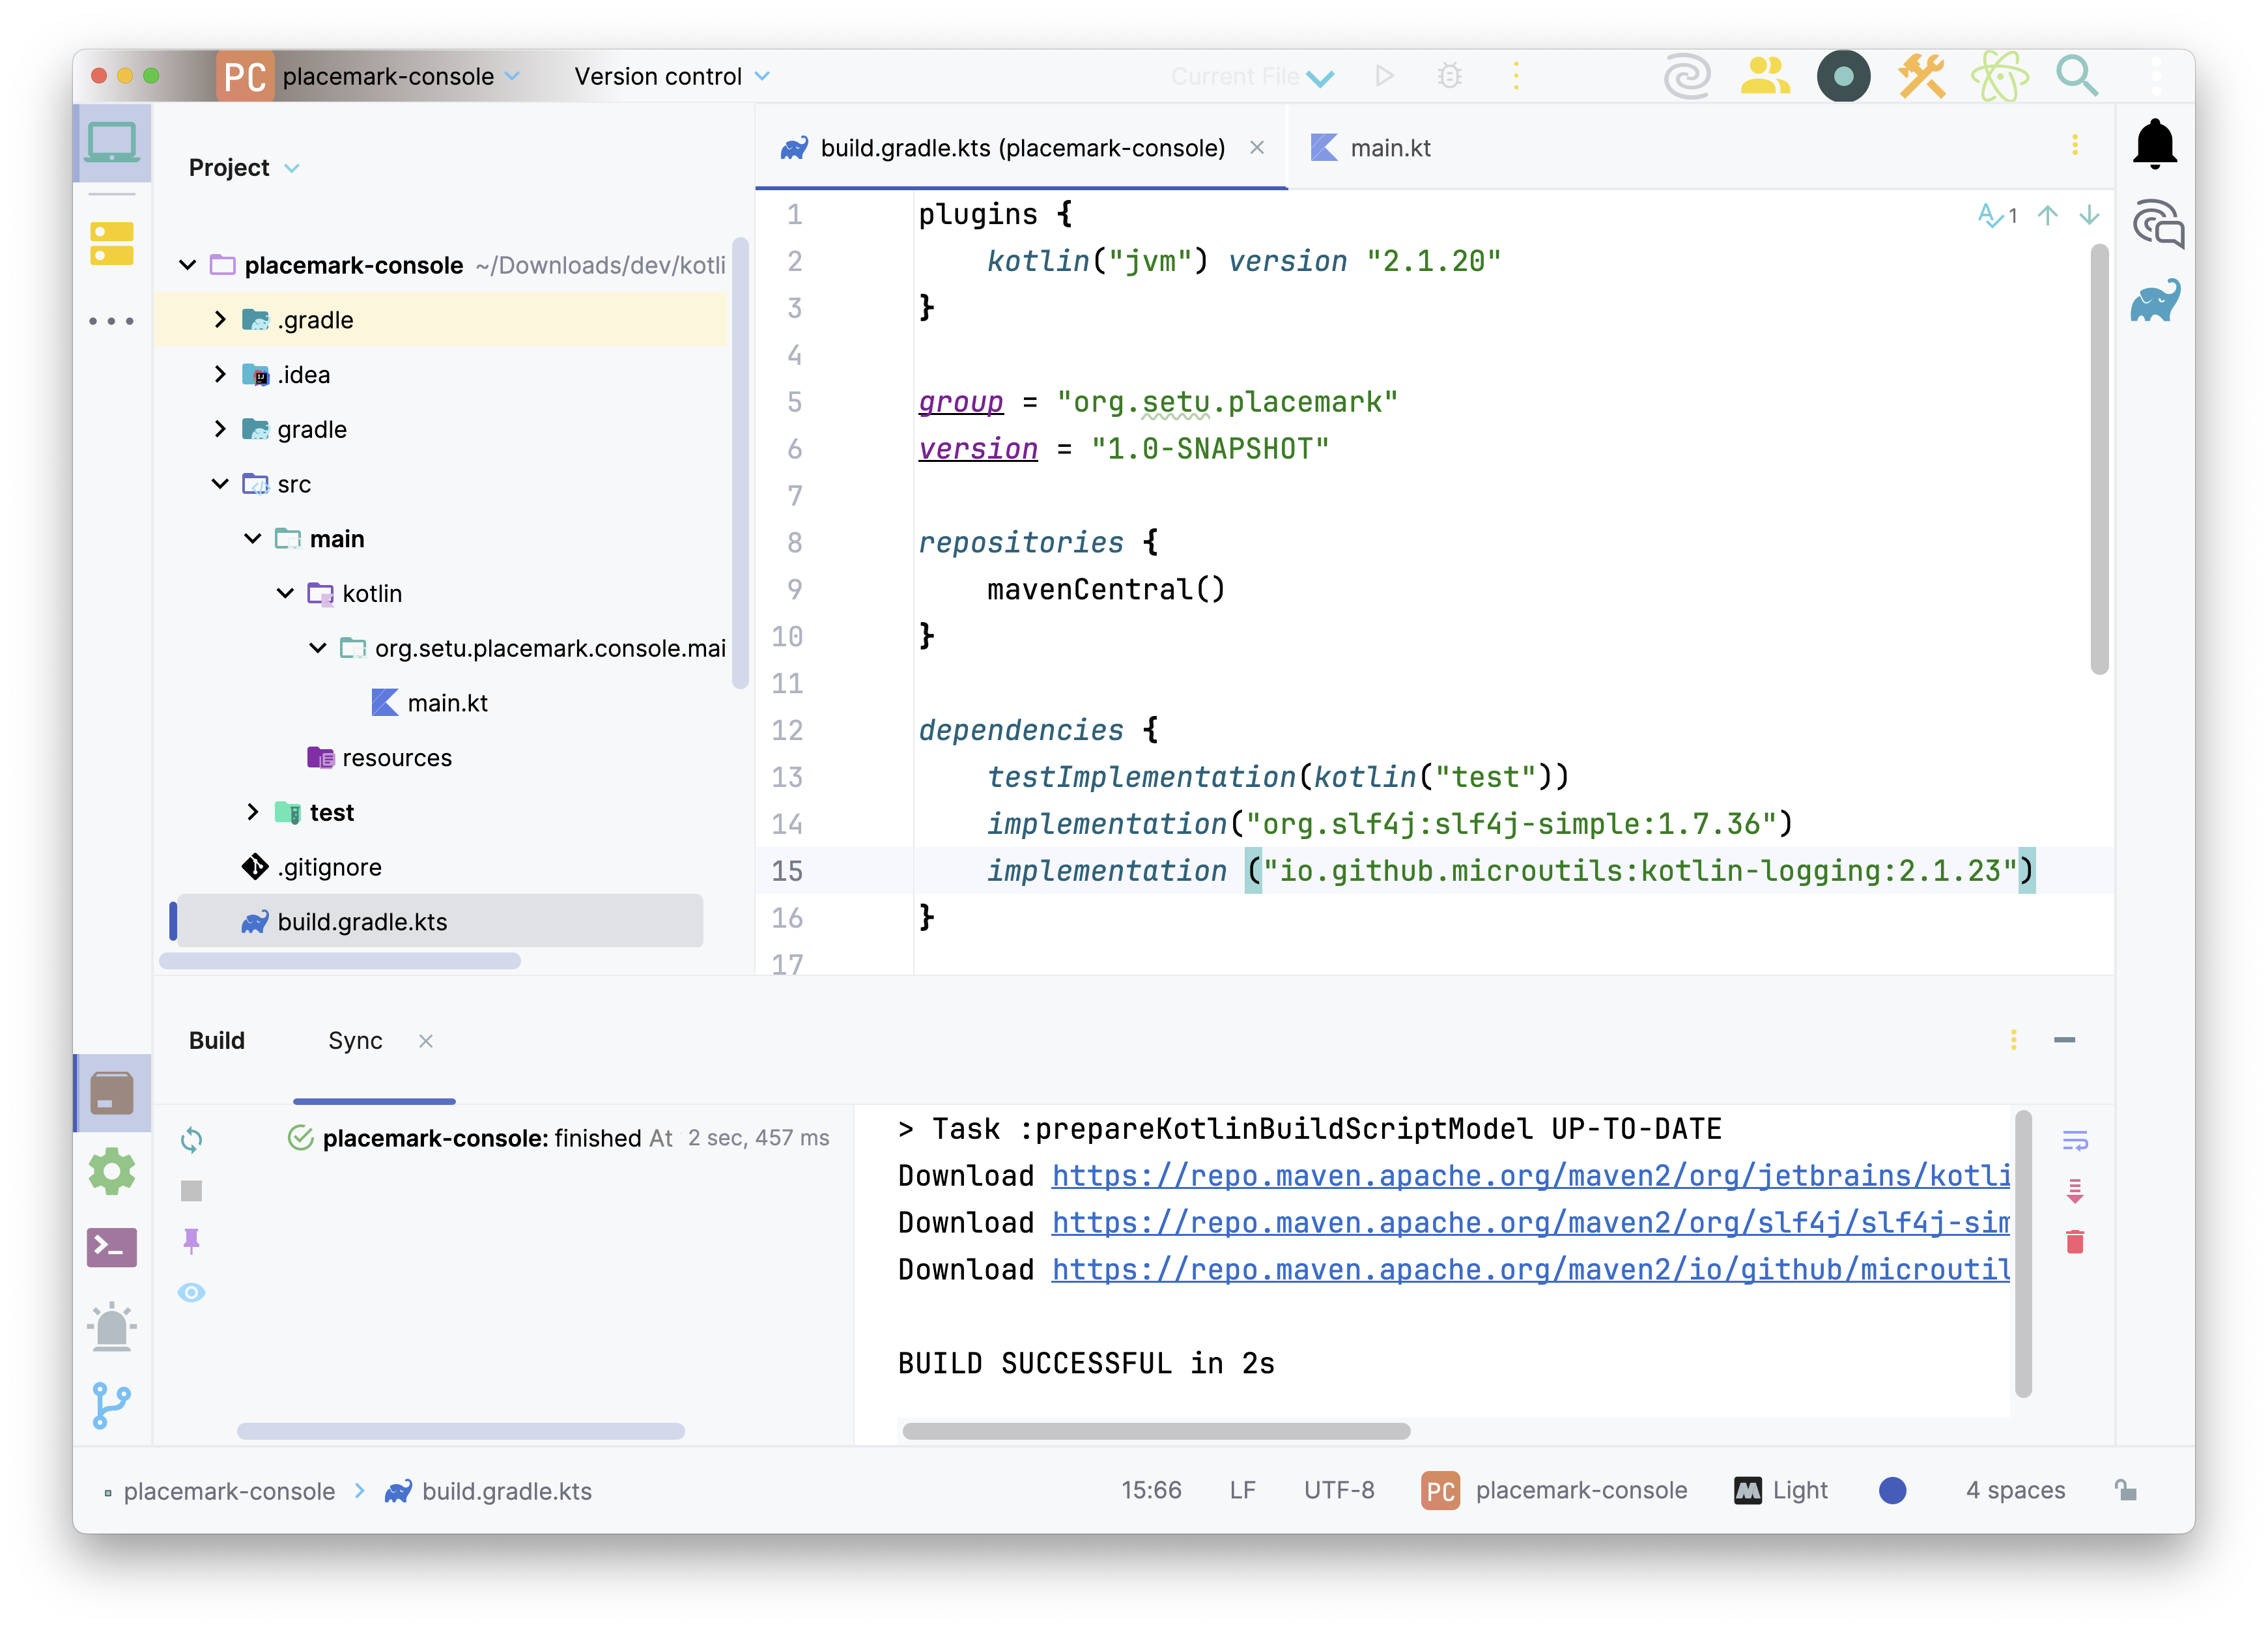 PC placemark-console Version control Current File
Project
placemark-console ~/Downloads/dev/kotli
.gradle
.idea
gradle
src
main
kotlin
org.setu.placemark.console.mai
main.kt
resources
test
.gitignore
build.gradle.kts
build.gradle.kts (placemark-console) main.kt
1 plugins {
2 kotlin("jvm") version "2.1.20"
3 }
4
5 group = "org.setu.placemark"
6 version = "1.0-SNAPSHOT"
7
8 repositories {
9 mavenCentral()
10 }
11
12 dependencies {
13 testImplementation(kotlin("test"))
14 implementation("org.slf4j:slf4j-simple:1.7.36")
15 implementation ("io.github.microutils:kotlin-logging:2.1.23")
16 }
17
1
Build Sync
placemark-console: finished At 2 sec, 457 ms
> Task :prepareKotlinBuildScriptModel UP-TO-DATE
Download https://repo.maven.apache.org/maven2/org/jetbrains/kotli
Download https://repo.maven.apache.org/maven2/org/slf4j/slf4j-sim
Download https://repo.maven.apache.org/maven2/io/github/microutil
BUILD SUCCESSFUL in 2s
placemark-console > build.gradle.kts 15:66 LF UTF-8 PC placemark-console Light 4 spaces